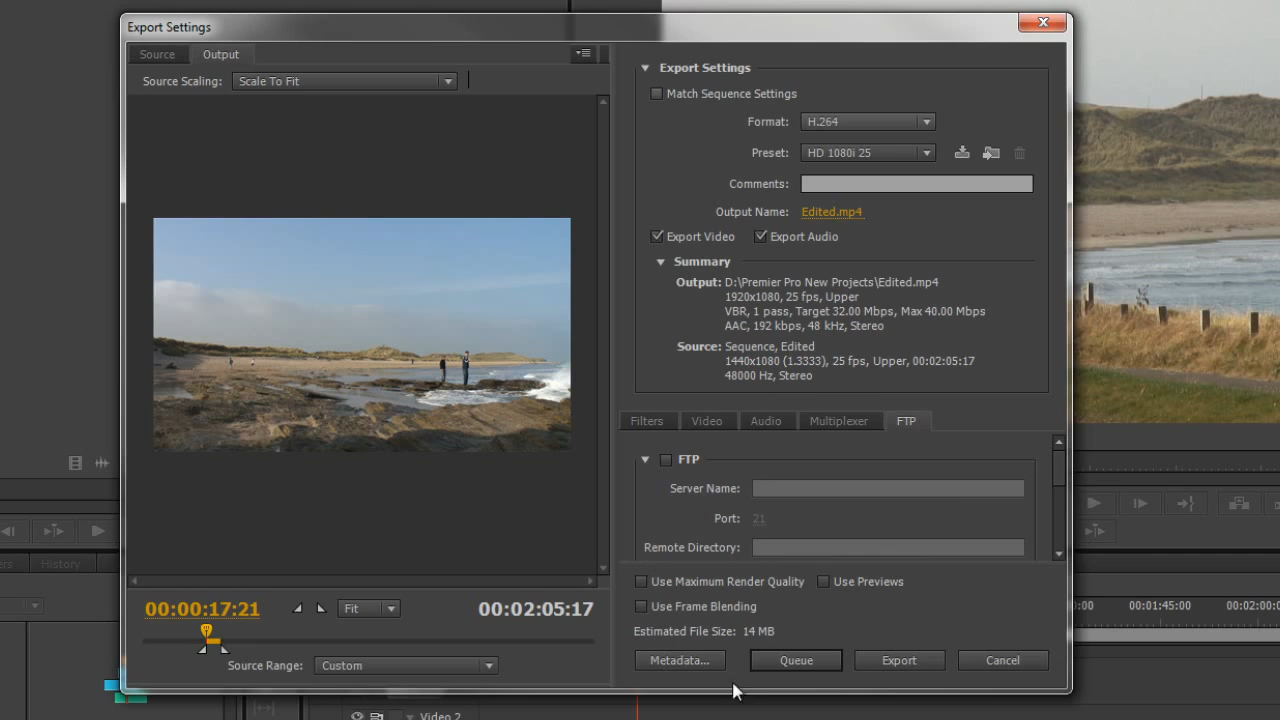 Export Settings
Source Output
Source Scaling: Scale To Fit
Export Settings
Match Sequence Settings
Format: H.264
Preset: HD 1080i 25
Comments:
Output Name: Edited.mp4
Export Video Export Audio
Summary
Output: D:\Premier Pro New Projects\Edited.mp4
1920x1080, 25 fps, Upper
VBR, 1 pass, Target 32.00 Mbps, Max 40.00 Mbps
AAC, 192 kbps, 48 kHz, Stereo
Source: Sequence, Edited
1440x1080 (1.3333), 25 fps, Upper, 00:02:05:17
48000 Hz, Stereo
Filters Video Audio Multiplexer FTP
FTP
Server Name:
Port: 21
Remote Directory:
Use Maximum Render Quality Use Previews
Use Frame Blending
Estimated File Size: 14 MB
Metadata... Queue Export Cancel
00:00:17:21 Fit 00:02:05:17
Source Range: Custom
History
00:01:45:00 00:02:00:
Video 2